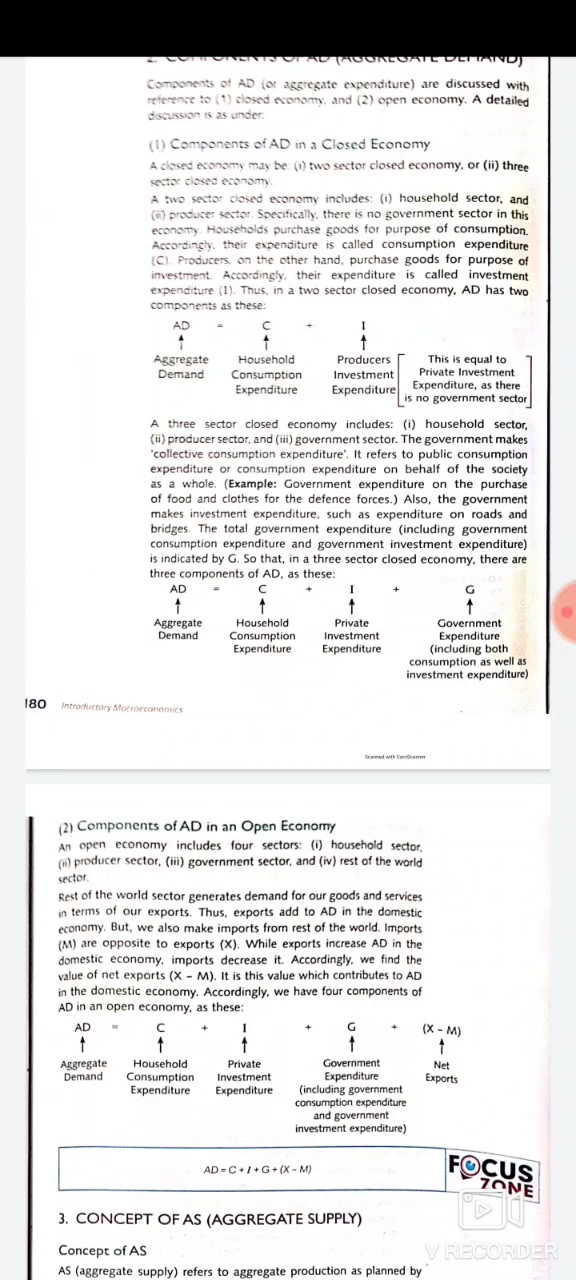 2. COMPONENTS OF AD (AGGREGATE DEMAND)
Components of AD (or aggregate expenditure) are discussed with
reference to (1) closed economy, and (2) open economy. A detailed
discussion is as under:
(1) Components of AD in a Closed Economy
A closed economy may be: (i) two sector closed economy, or (ii) three
sector closed economy.
A two sector closed economy includes: (i) household sector, and
(ii) producer sector. Specifically, there is no government sector in this
economy. Households purchase goods for purpose of consumption.
Accordingly, their expenditure is called consumption expenditure
(C). Producers, on the other hand, purchase goods for purpose of
investment. Accordingly, their expenditure is called investment
expenditure (I). Thus, in a two sector closed economy, AD has two
components as these:
AD = C + I
Aggregate Household Producers This is equal to
Demand Consumption Investment Private Investment
Expenditure Expenditure Expenditure, as there
is no government sector
A three sector closed economy includes: (i) household sector,
(ii) producer sector, and (iii) government sector. The government makes
'collective consumption expenditure'. It refers to public consumption
expenditure or consumption expenditure on behalf of the society
as a whole. (Example: Government expenditure on the purchase
of food and clothes for the defence forces.) Also, the government
makes investment expenditure, such as expenditure on roads and
bridges. The total government expenditure (including government
consumption expenditure and government investment expenditure)
is indicated by G. So that, in a three sector closed economy, there are
three components of AD, as these:
AD = C + I + G
Aggregate Household Private Government
Demand Consumption Investment Expenditure
Expenditure Expenditure (including both
consumption as well as
investment expenditure)
180 Introductory Macroeconomics
Scanned with CamScanner
(2) Components of AD in an Open Economy
An open economy includes four sectors: (i) household sector,
(ii) producer sector, (iii) government sector, and (iv) rest of the world
sector.
Rest of the world sector generates demand for our goods and services
in terms of our exports. Thus, exports add to AD in the domestic
economy. But, we also make imports from rest of the world. Imports
(M) are opposite to exports (X). While exports increase AD in the
domestic economy, imports decrease it. Accordingly, we find the
value of net exports (X – M). It is this value which contributes to AD
in the domestic economy. Accordingly, we have four components of
AD in an open economy, as these:
AD = C + I + G + (X – M)
Aggregate Household Private Government Net
Demand Consumption Investment Expenditure Exports
Expenditure Expenditure (including government
consumption expenditure
and government
investment expenditure)
AD = C + I + G + (X – M)
FOCUS
ZONE
3. CONCEPT OF AS (AGGREGATE SUPPLY)
Concept of AS
V RECORDER
AS (aggregate supply) refers to aggregate production as planned by